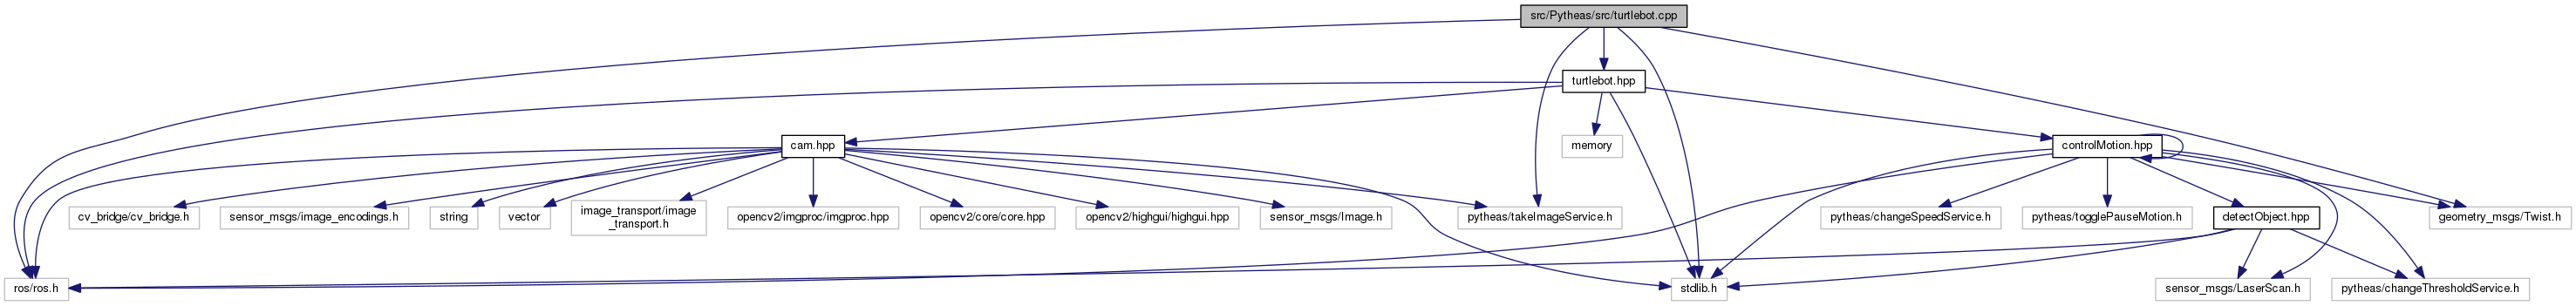 src/Pytheas/src/turtlebot.cpp
turtlebot.hpp
cam.hpp
memory
controlMotion.hpp
cv_bridge/cv_bridge.h
sensor_msgs/image_encodings.h
string
vector
image_transport/image
_transport.h
opencv2/imgproc/imgproc.hpp
opencv2/core/core.hpp
opencv2/highgui/highgui.hpp
sensor_msgs/Image.h
pytheas/takeImageService.h
pytheas/changeSpeedService.h
pytheas/togglePauseMotion.h
detectObject.hpp
geometry_msgs/Twist.h
ros/ros.h
stdlib.h
sensor_msgs/LaserScan.h
pytheas/changeThresholdService.h